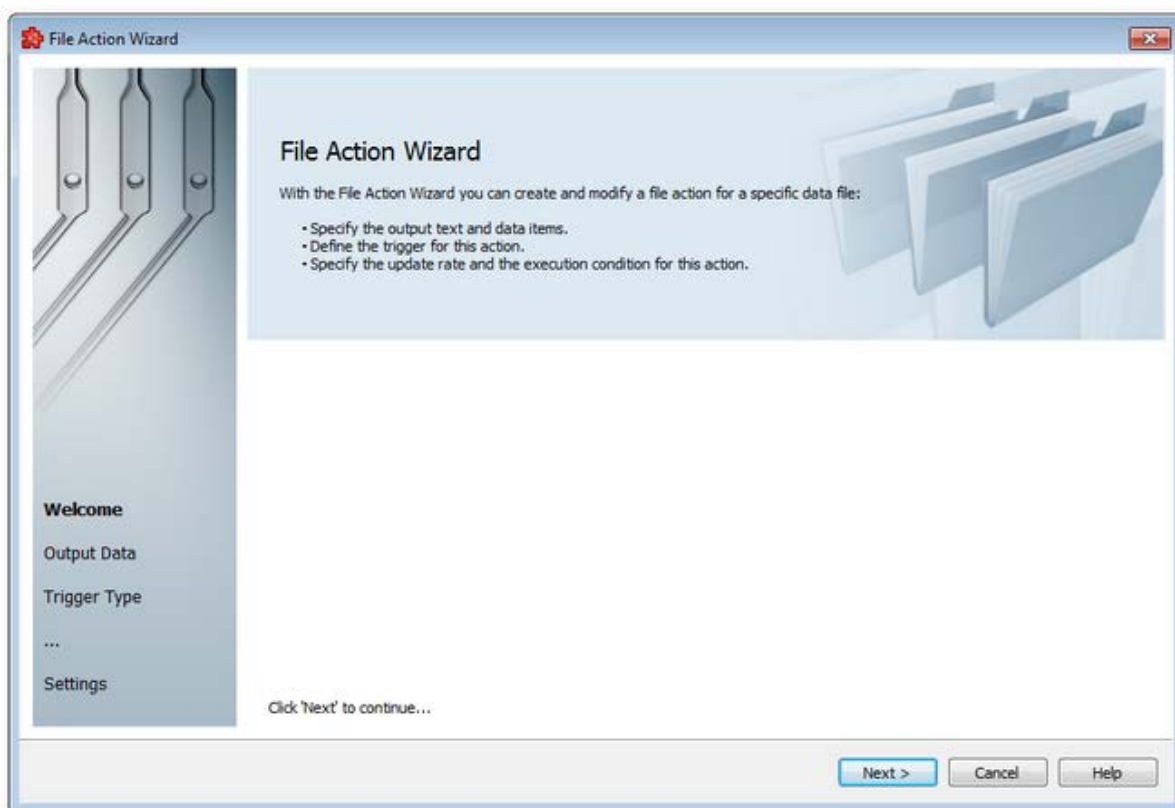 File Action Wizard
File Action Wizard
With the File Action Wizard you can create and modify a file action for a specific data file:
• Specify the output text and data items.
• Define the trigger for this action.
• Specify the update rate and the execution condition for this action.
Welcome
Output Data
Trigger Type
...
Settings
Click 'Next' to continue...
Next >
Cancel
Help